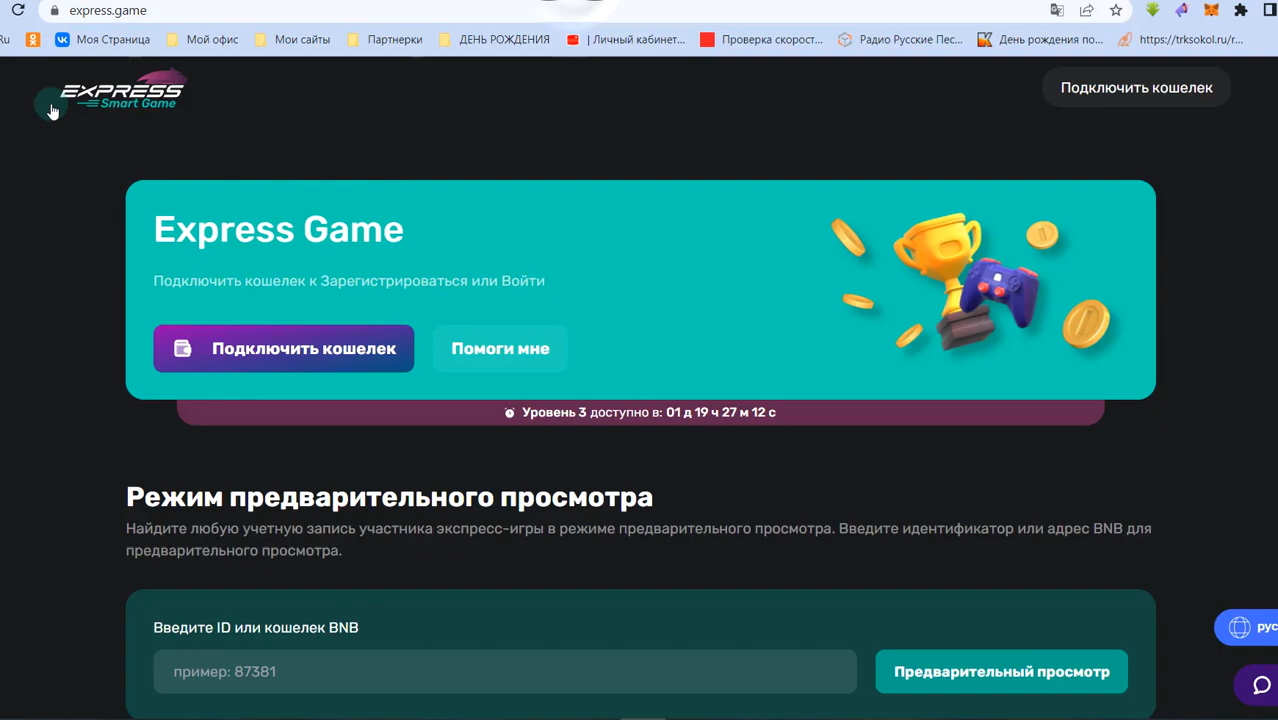 express.game
Ru
Моя Страница
Мой офис
Мои сайты
Партнерки
ДЕНЬ РОЖДЕНИЯ
| Личный кабинет...
Проверка скорост...
Радио Русские Пес...
День рождения по...
https://trksokol.ru/r...
EXPRESS
Smart Game
Подключить кошелек
Express Game
Подключить кошелек к Зарегистрироваться или Войти
Подключить кошелек
Помоги мне
Уровень 3 доступно в: 01 д 19 ч 27 м 12 с
Режим предварительного просмотра
Найдите любую учетную запись участника экспресс-игры в режиме предварительного просмотра. Введите идентификатор или адрес BNB для
предварительного просмотра.
Введите ID или кошелек BNB
пример: 87381
Предварительный просмотр
рус